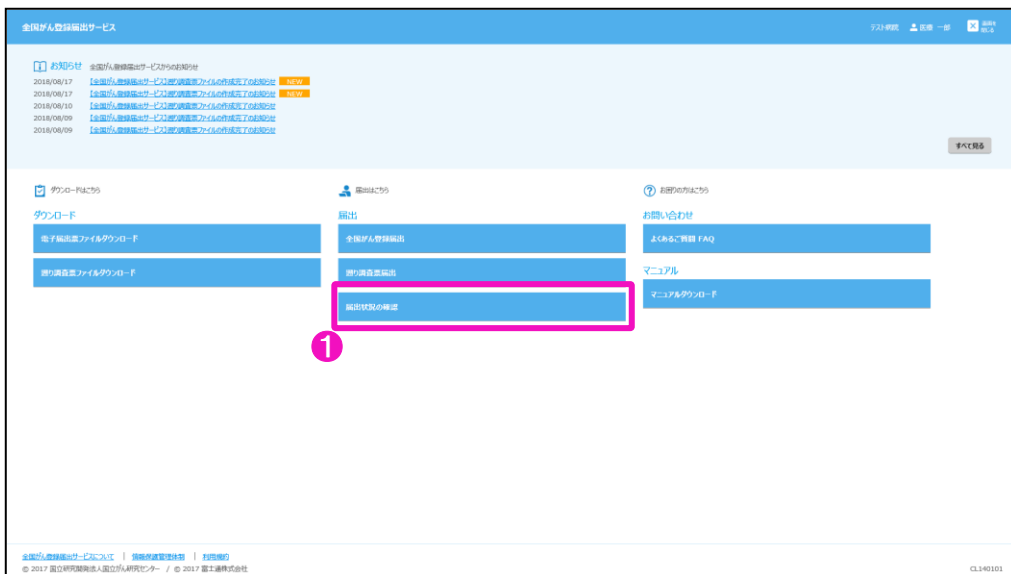 全国がん登録届出サービス
テスト病院 医療 一郎 × 画面を閉じる
お知らせ 全国がん登録届出サービスからのお知らせ
2018/08/17 【全国がん登録届出サービス】遡り調査票ファイルの作成完了のお知らせ NEW
2018/08/17 【全国がん登録届出サービス】遡り調査票ファイルの作成完了のお知らせ NEW
2018/08/10 【全国がん登録届出サービス】遡り調査票ファイルの作成完了のお知らせ
2018/08/09 【全国がん登録届出サービス】遡り調査票ファイルの作成完了のお知らせ
2018/08/09 【全国がん登録届出サービス】遡り調査票ファイルの作成完了のお知らせ
すべて見る
ダウンロードはこちら
ダウンロード
電子届出票ファイルダウンロード
遡り調査票ファイルダウンロード
届出はこちら
届出
全国がん登録届出
遡り調査票届出
届出状況の確認
1
お困りの方はこちら
お問い合わせ
よくあるご質問 FAQ
マニュアル
マニュアルダウンロード
全国がん登録届出サービスについて | 情報保護管理体制 | 利用規約
© 2017 国立研究開発法人国立がん研究センター / © 2017 富士通株式会社
CL140101